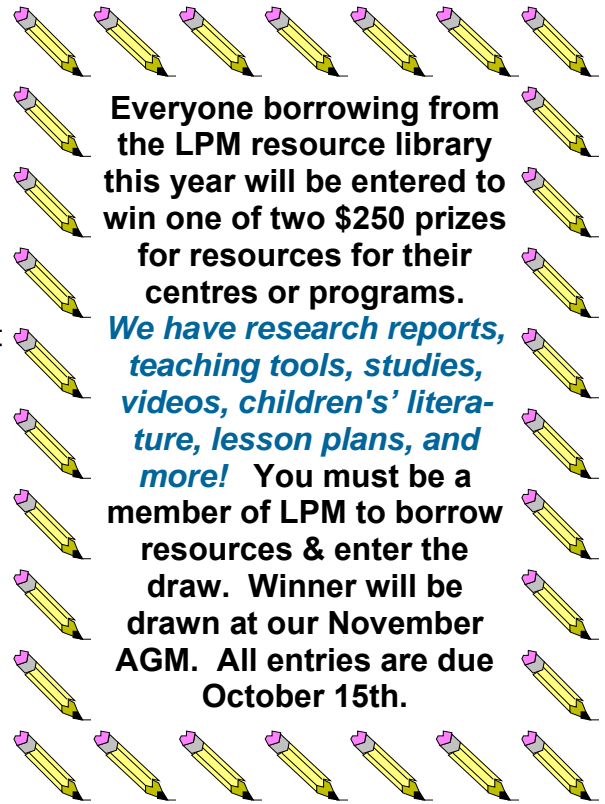 Everyone borrowing from
the LPM resource library
this year will be entered to
win one of two $250 prizes
for resources for their
centres or programs.
We have research reports,
teaching tools, studies,
videos, children's’ litera-
ture, lesson plans, and
more! You must be a
member of LPM to borrow
resources & enter the
draw. Winner will be
drawn at our November
AGM. All entries are due
October 15th.